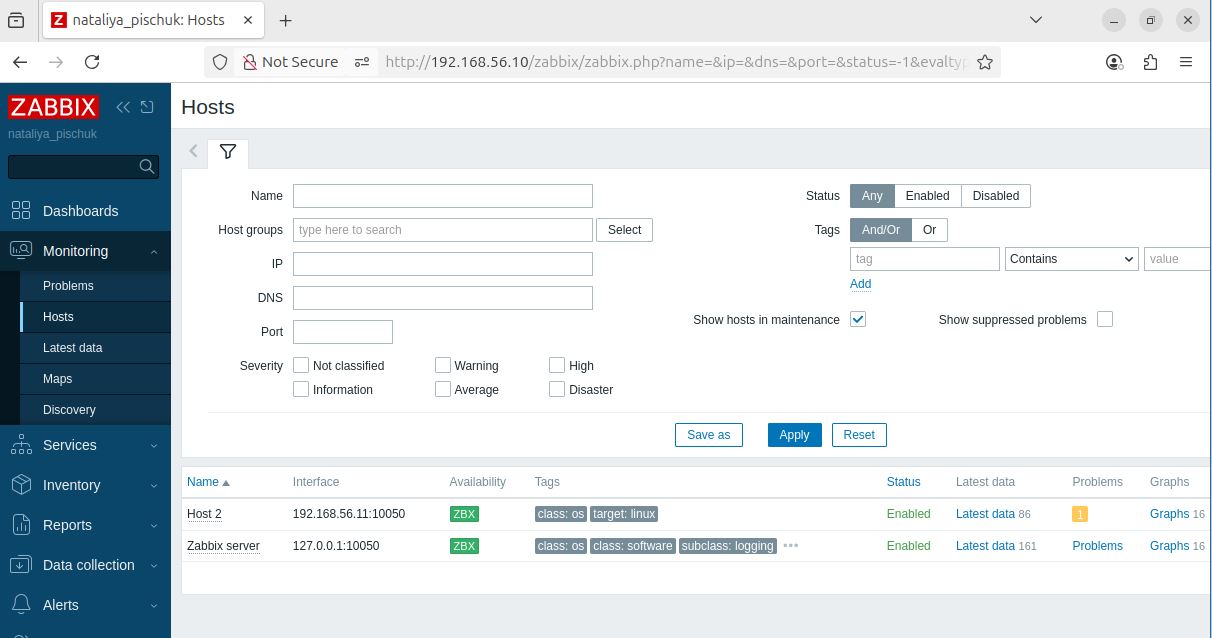 nataliya_pischuk: Hosts
Not Secure http://192.168.56.10/zabbix/zabbix.php?name=&ip=&dns=&port=&status=-1&evaltyp
ZABBIX
nataliya_pischuk
Dashboards
Monitoring
Problems
Hosts
Latest data
Maps
Discovery
Services
Inventory
Reports
Data collection
Alerts
Hosts
Name
Host groups type here to search Select
IP
DNS
Port
Severity Not classified Warning High
Information Average Disaster
Status Any Enabled Disabled
Tags And/Or Or
tag Contains value
Add
Show hosts in maintenance Show suppressed problems
Save as Apply Reset
Name Interface Availability Tags Status Latest data Problems Graphs
Host 2 192.168.56.11:10050 ZBX class: os target: linux Enabled Latest data 86 1 Graphs 16
Zabbix server 127.0.0.1:10050 ZBX class: os class: software subclass: logging Enabled Latest data 161 Problems Graphs 16